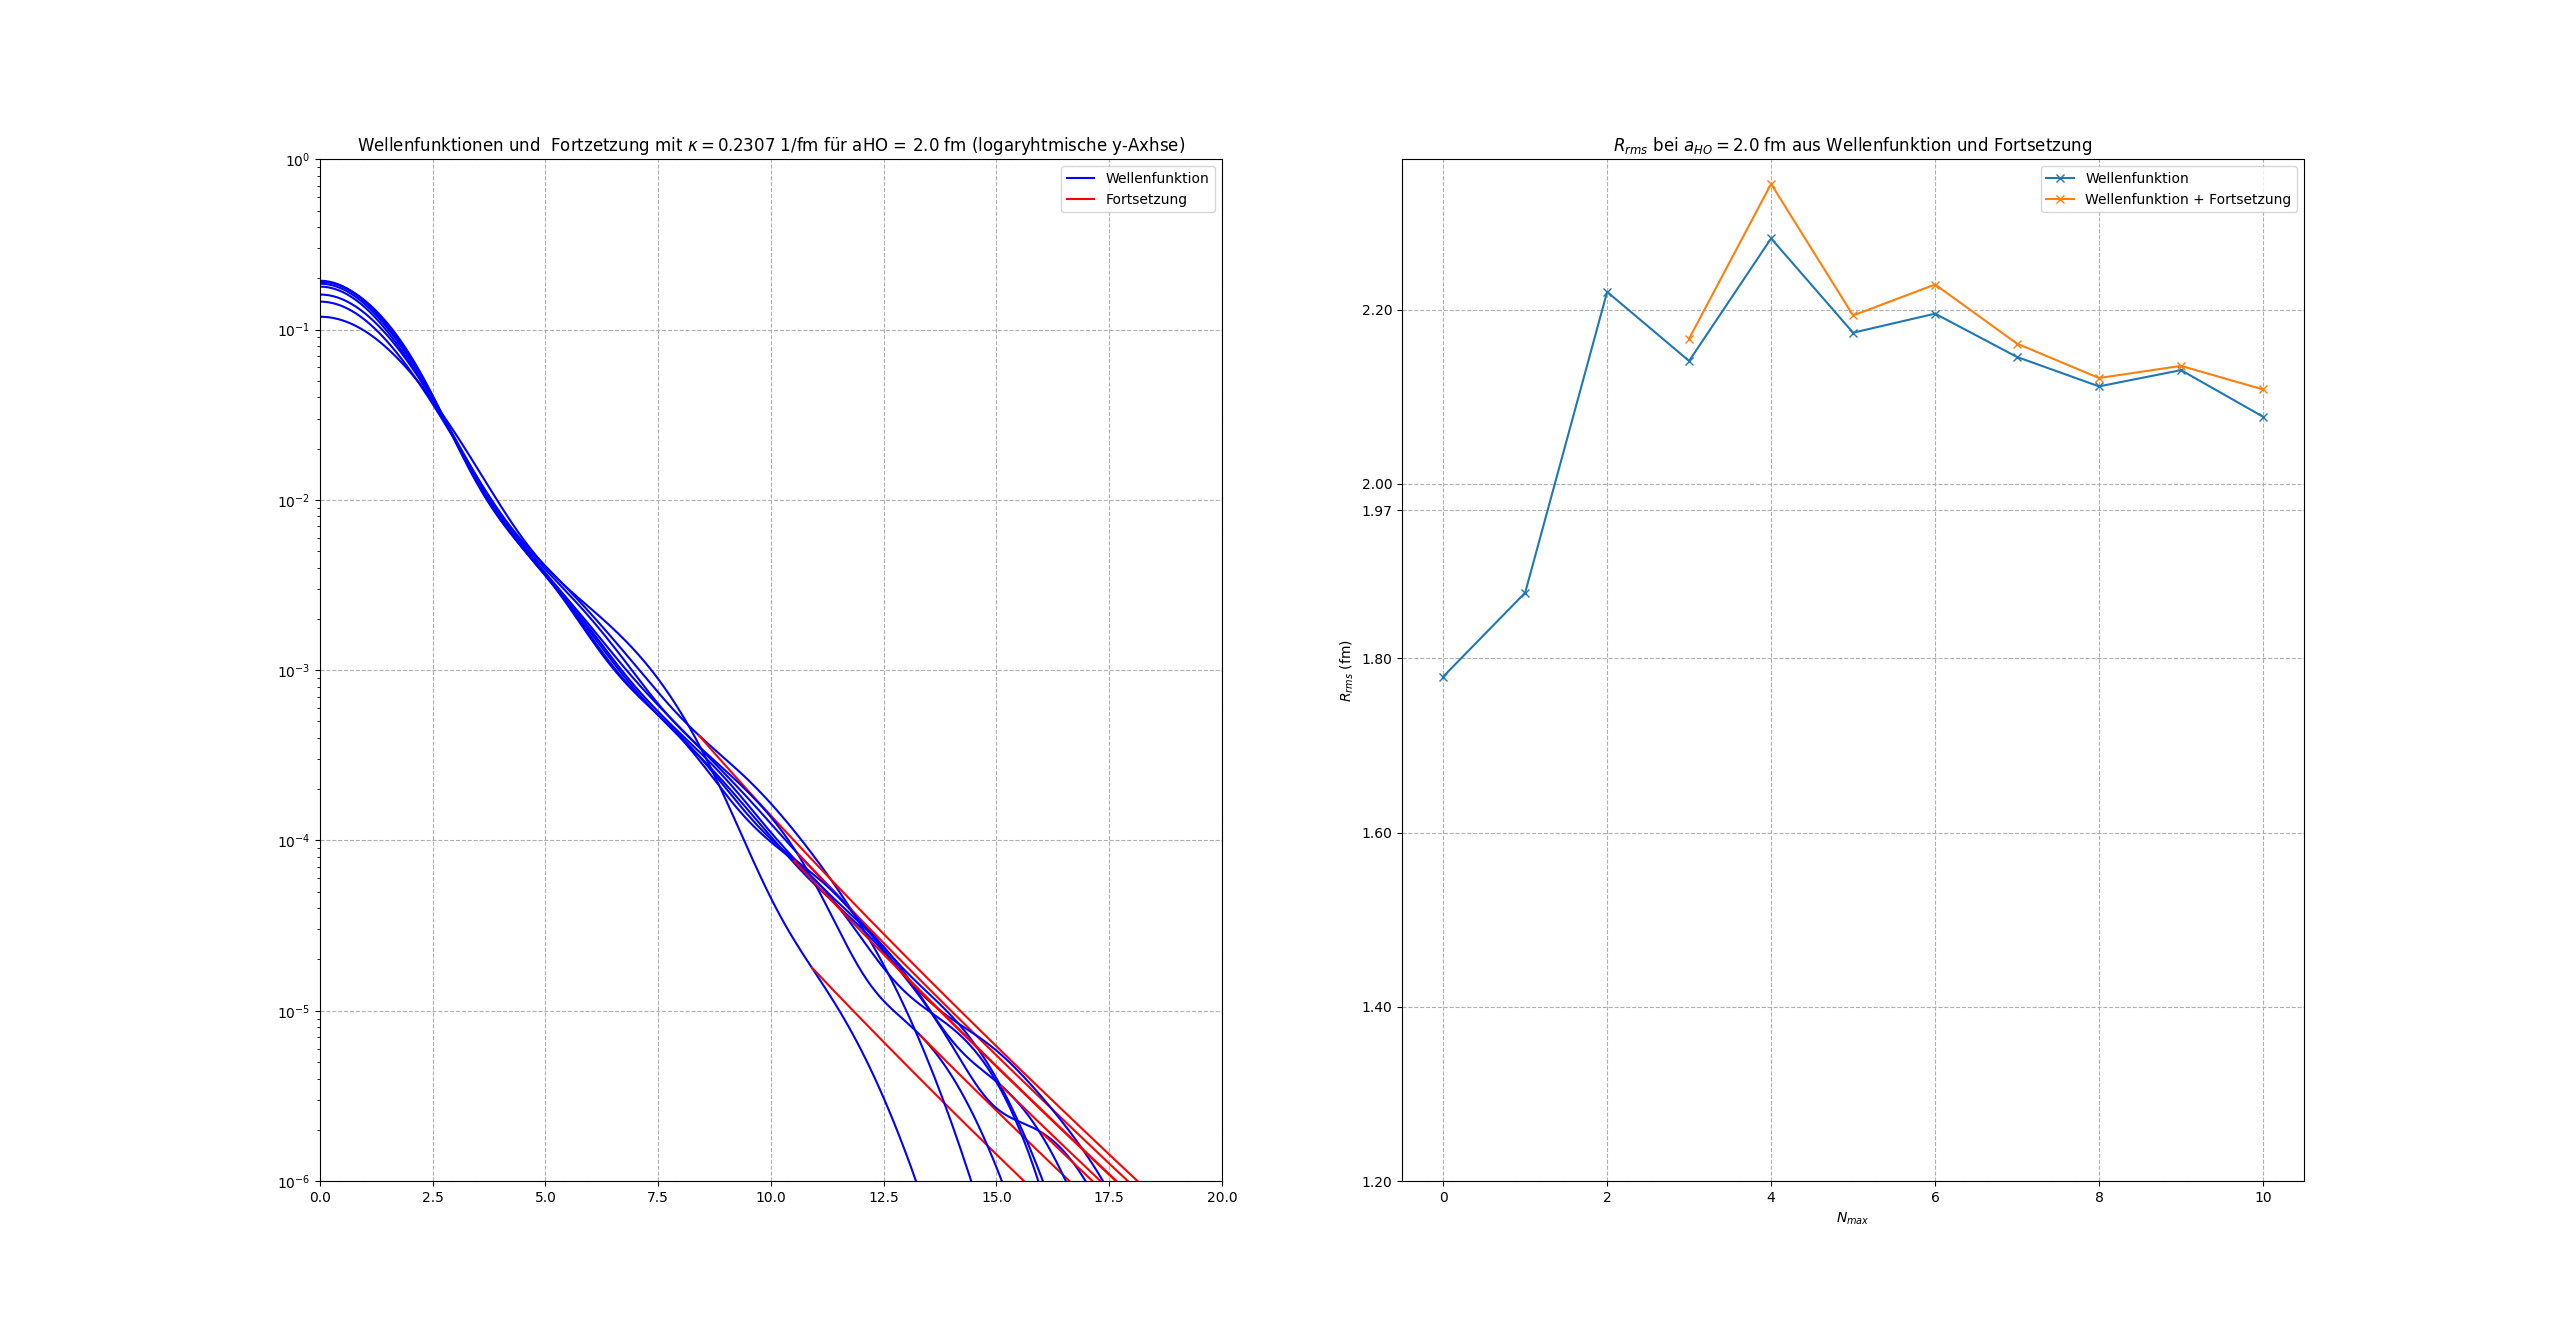 Wellenfunktionen und  Fortzetzung mit κ = 0.2307 1/fm für aHO = 2.0 fm (logaryhtmische y-Axhse)
Wellenfunktion
Fortsetzung
10⁰
10⁻¹
10⁻²
10⁻³
10⁻⁴
10⁻⁵
10⁻⁶
0.0 2.5 5.0 7.5 10.0 12.5 15.0 17.5 20.0
R_rms bei a_HO = 2.0 fm aus Wellenfunktion und Fortsetzung
Wellenfunktion
Wellenfunktion + Fortsetzung
R_rms (fm)
2.20
2.00
1.97
1.80
1.60
1.40
1.20
0 2 4 6 8 10
N_max